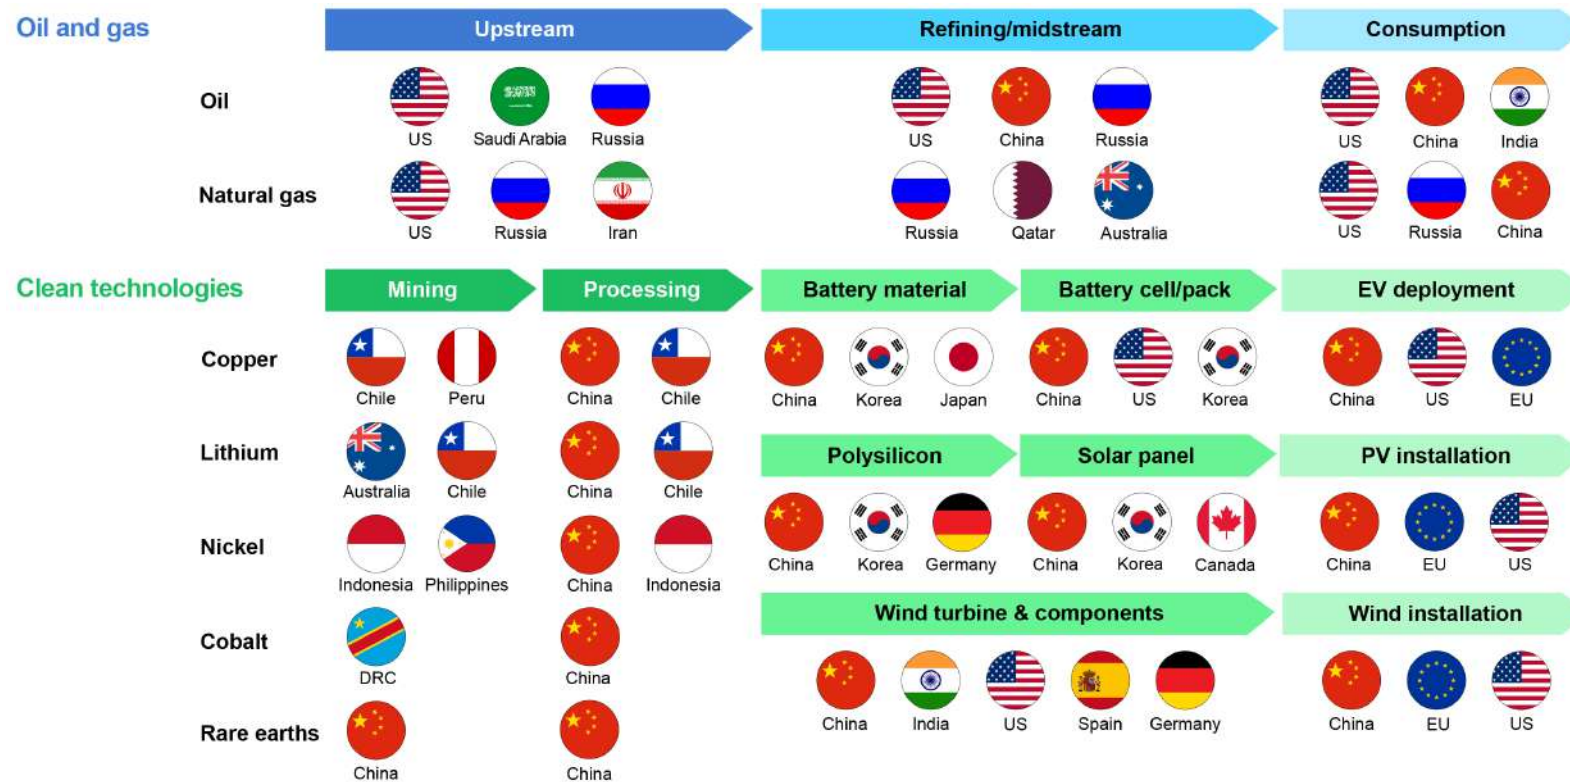 Oil and gas
Upstream
Refining/midstream
Consumption
Oil
US Saudi Arabia Russia
US China Russia
US China India
Natural gas
US Russia Iran
Russia Qatar Australia
US Russia China
Clean technologies
Mining
Processing
Battery material
Battery cell/pack
EV deployment
Copper
Chile Peru
China Chile
China Korea Japan
China US Korea
China US EU
Lithium
Australia Chile
China Chile
Polysilicon
Solar panel
PV installation
Nickel
Indonesia Philippines
China Indonesia
China Korea Germany
China Korea Canada
China EU US
Wind turbine & components
Wind installation
Cobalt
DRC
China
China India US Spain Germany
China EU US
Rare earths
China
China